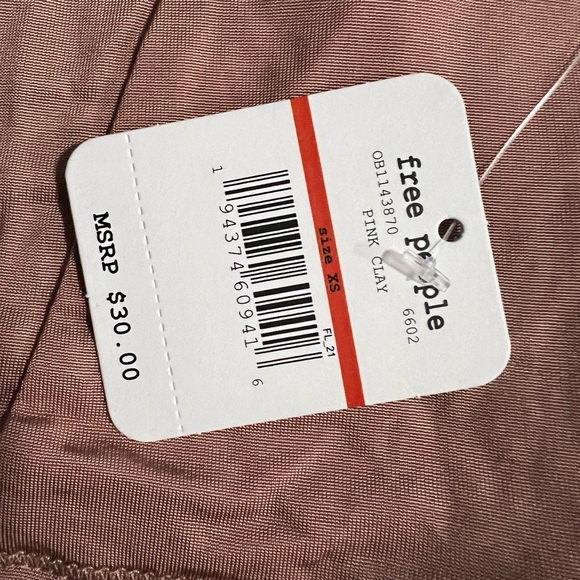 free people
OB1143870 6602
PINK CLAY
size XS
FL_21
1 94374 60941 6
MSRP $30.00